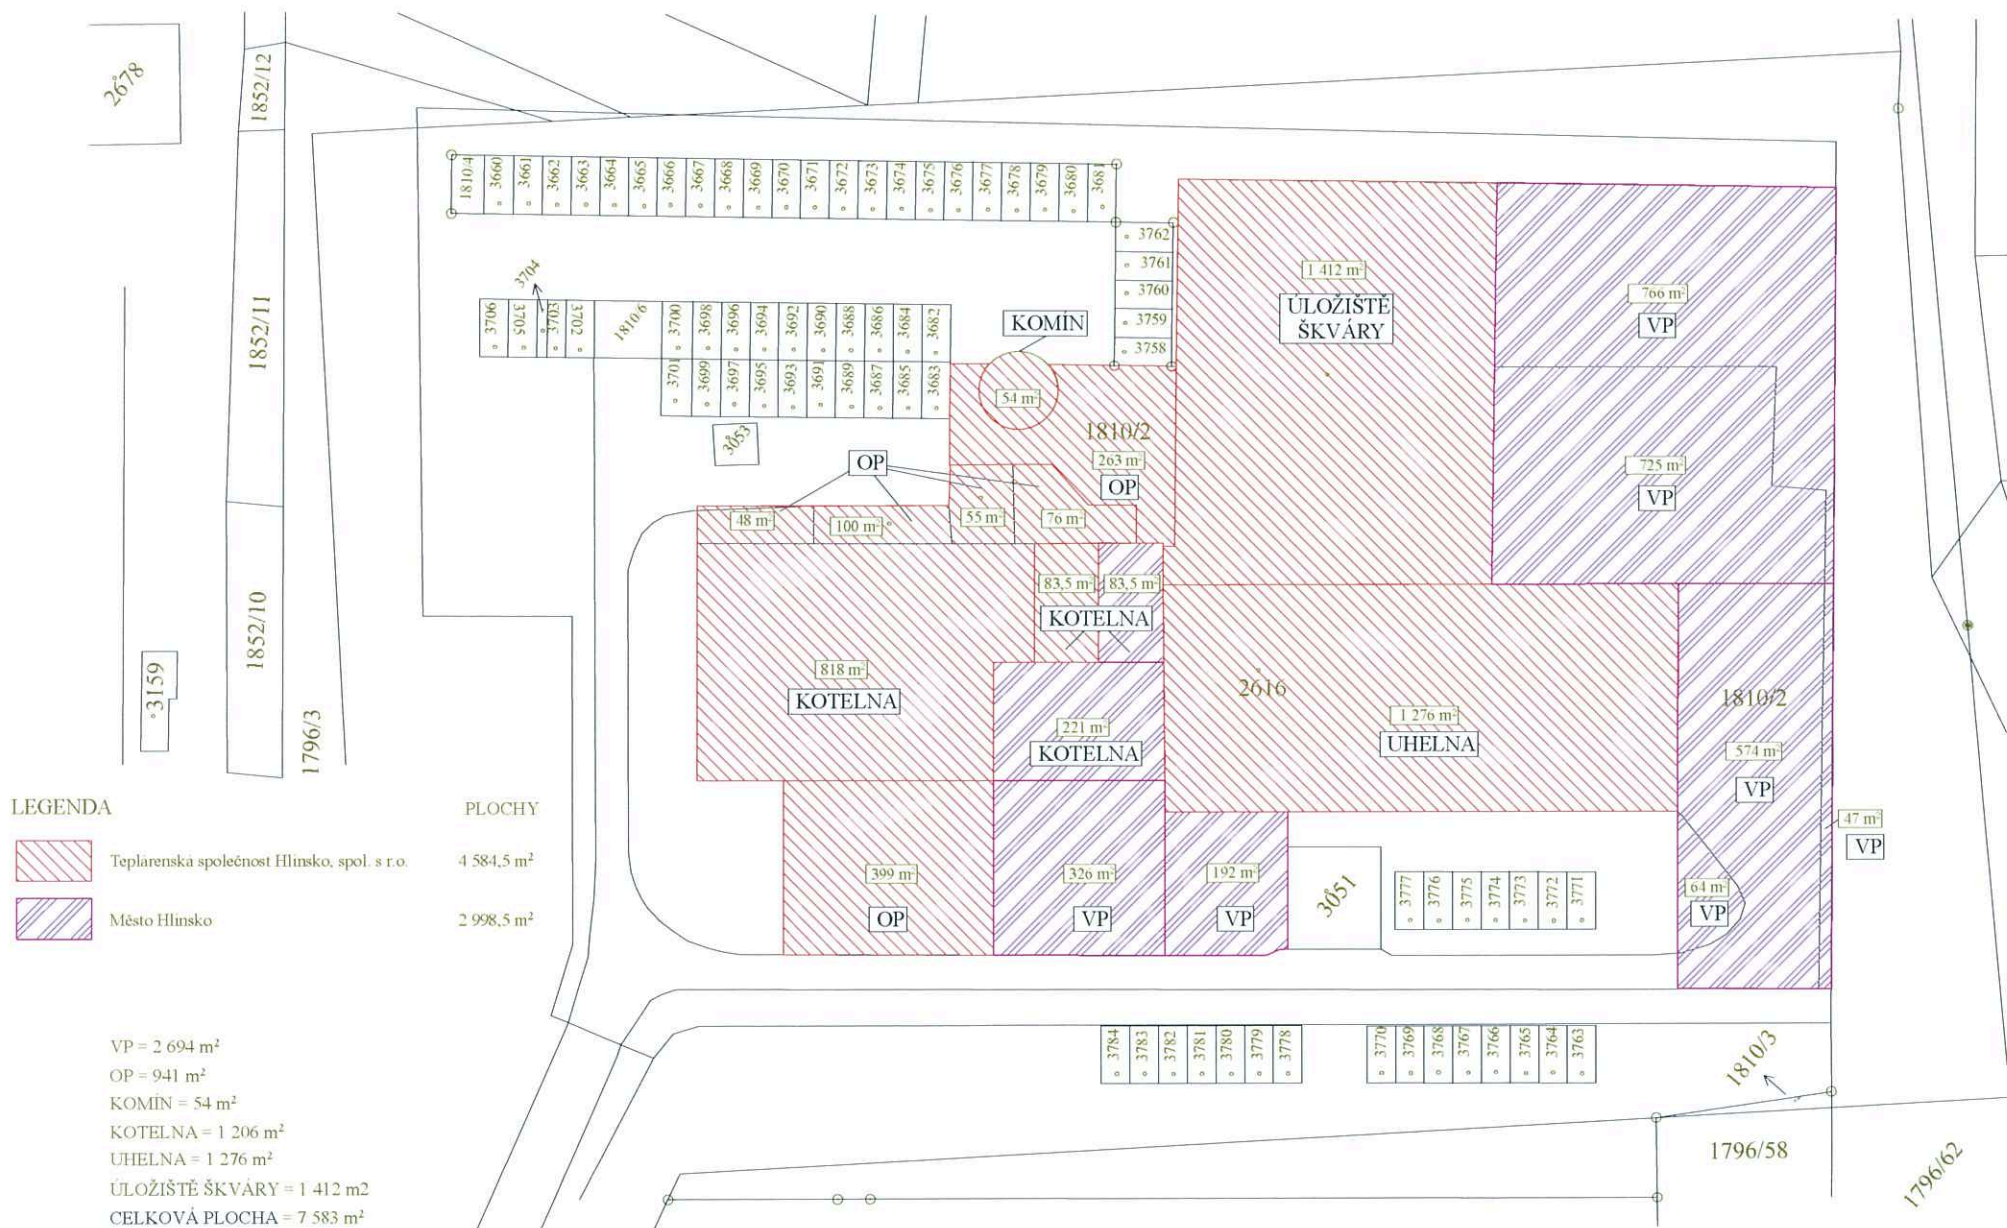 2678
1852/12
1852/11
1852/10
3159
1796/3
1810/4
3660
3661
3662
3663
3664
3665
3666
3667
3668
3669
3670
3671
3672
3673
3674
3675
3676
3677
3678
3679
3680
3681
3762
3761
3760
3759
3758
3704
3706
3705
3703
3702
1810/6
3700
3698
3696
3694
3692
3690
3688
3686
3684
3682
3701
3699
3697
3695
3693
3691
3689
3687
3685
3683
3053
KOMÍN
54 m²
1810/2
263 m²
OP
OP
48 m²
100 m²
55 m²
76 m²
1 412 m²
ÚLOŽIŠTĚ
ŠKVÁRY
766 m²
VP
725 m²
VP
83,5 m²
83,5 m²
KOTELNA
818 m²
KOTELNA
221 m²
KOTELNA
2616
1 276 m²
UHELNA
1810/2
574 m²
VP
47 m²
VP
64 m²
VP
399 m²
OP
326 m²
VP
192 m²
VP
3051
3777
3776
3775
3774
3773
3772
3771
3784
3783
3782
3781
3780
3779
3778
3770
3769
3768
3767
3766
3765
3764
3763
1810/3
1796/58
1796/62
LEGENDA PLOCHY
Teplárenská společnost Hlinsko, spol. s r.o. 4 584,5 m²
Město Hlinsko 2 998,5 m²
VP = 2 694 m²
OP = 941 m²
KOMÍN = 54 m²
KOTELNA = 1 206 m²
UHELNA = 1 276 m²
ÚLOŽIŠTĚ ŠKVÁRY = 1 412 m2
CELKOVÁ PLOCHA = 7 583 m²